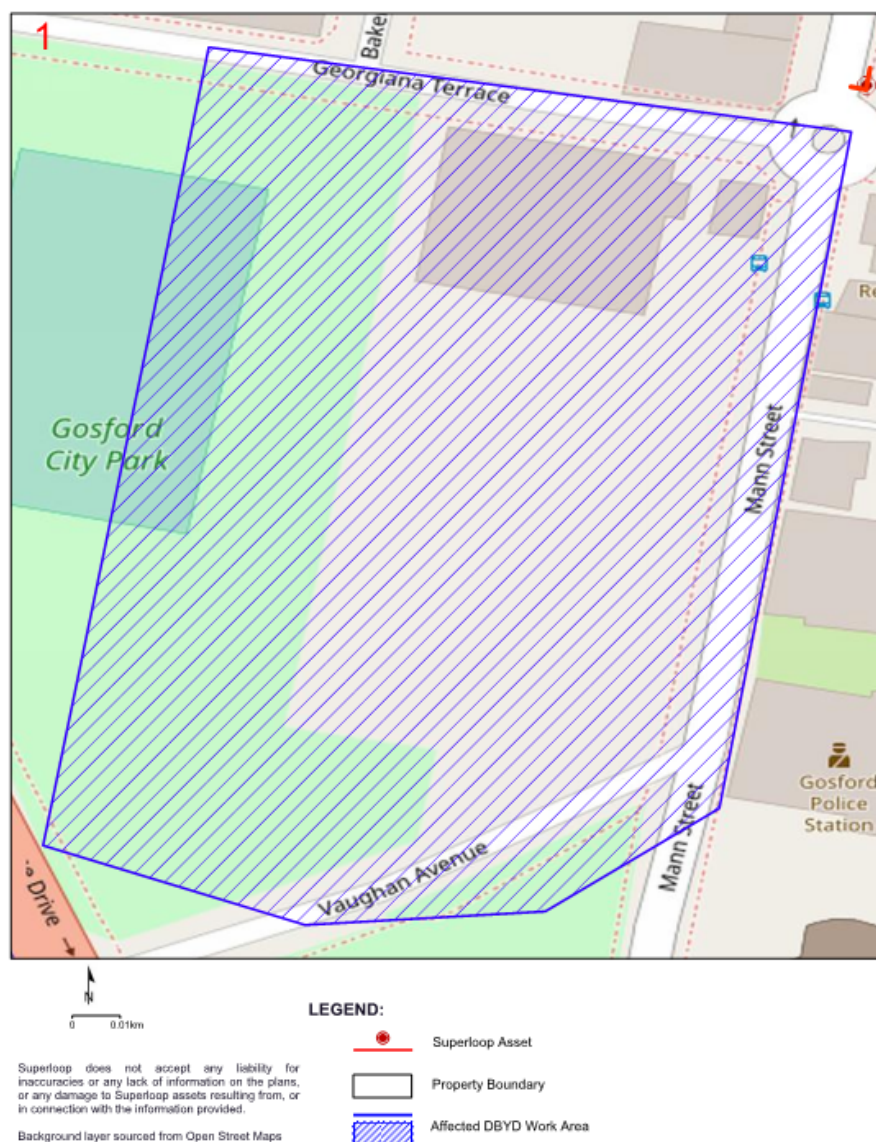 1
Bake
Georgiana Terrace
Re
Gosford
City Park
Mann Street
Gosford
Police
Station
Mann Street
Vaughan Avenue
Drive
N
0 0.01km
LEGEND:
Superloop Asset
Property Boundary
Affected DBYD Work Area
Superloop does not accept any liability for
inaccuracies or any lack of information on the plans,
or any damage to Superloop assets resulting from, or
in connection with the information provided.
Background layer sourced from Open Street Maps